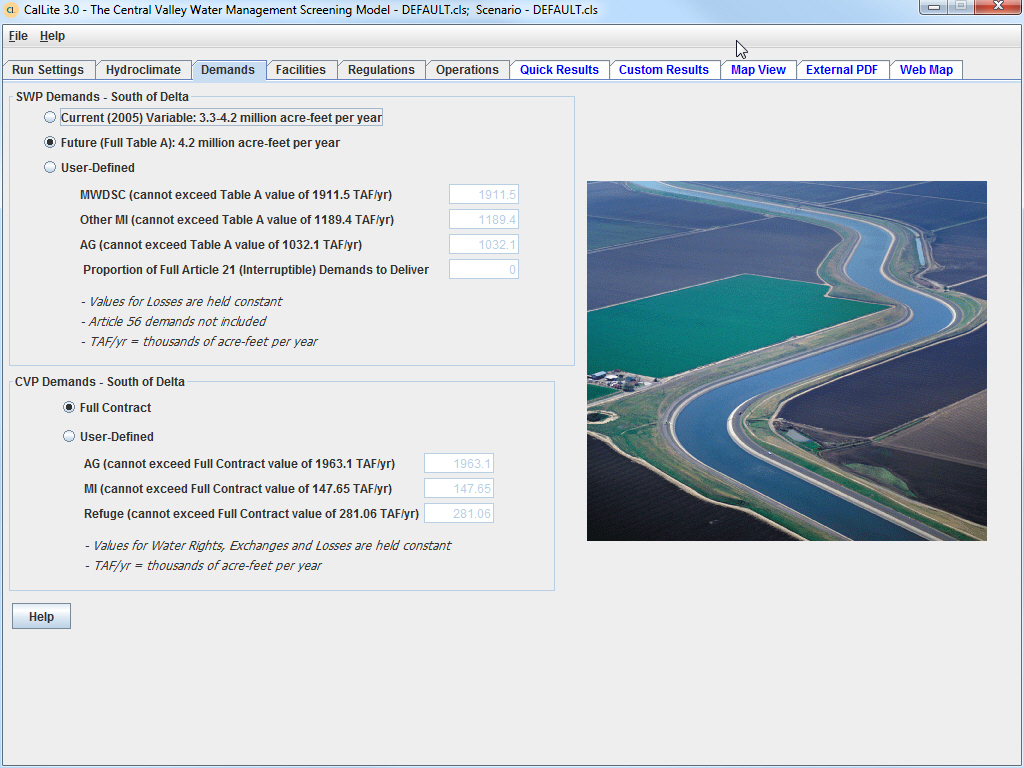 CL CalLite 3.0 - The Central Valley Water Management Screening Model - DEFAULT.cls;  Scenario - DEFAULT.cls
File Help
Run Settings Hydroclimate Demands Facilities Regulations Operations Quick Results Custom Results Map View External PDF Web Map
SWP Demands - South of Delta
Current (2005) Variable: 3.3-4.2 million acre-feet per year
Future (Full Table A): 4.2 million acre-feet per year
User-Defined
MWDSC (cannot exceed Table A value of 1911.5 TAF/yr) 1911.5
Other MI (cannot exceed Table A value of 1189.4 TAF/yr) 1189.4
AG (cannot exceed Table A value of 1032.1 TAF/yr) 1032.1
Proportion of Full Article 21 (Interruptible) Demands to Deliver 0
- Values for Losses are held constant
- Article 56 demands not included
- TAF/yr = thousands of acre-feet per year
CVP Demands - South of Delta
Full Contract
User-Defined
AG (cannot exceed Full Contract value of 1963.1 TAF/yr) 1963.1
MI (cannot exceed Full Contract value of 147.65 TAF/yr) 147.65
Refuge (cannot exceed Full Contract value of 281.06 TAF/yr) 281.06
- Values for Water Rights, Exchanges and Losses are held constant
- TAF/yr = thousands of acre-feet per year
Help